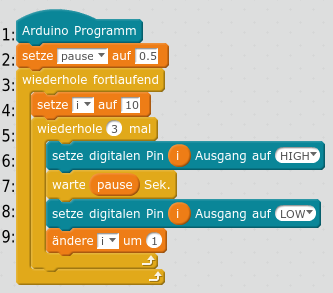 1: Arduino Programm
2: setze pause auf 0.5
3: wiederhole fortlaufend
4: setze i auf 10
5: wiederhole 3 mal
6: setze digitalen Pin i Ausgang auf HIGH
7: warte pause Sek.
8: setze digitalen Pin i Ausgang auf LOW
9: ändere i um 1